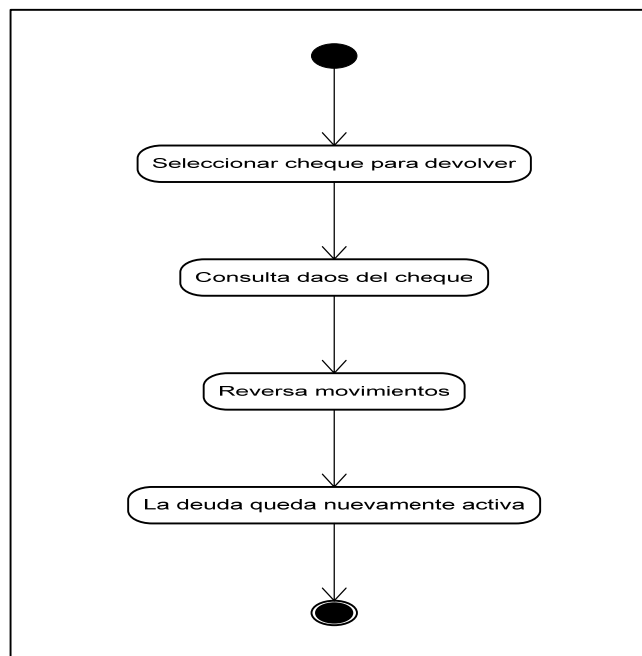 Seleccionar cheque para devolver
Consulta daos del cheque
Reversa movimientos
La deuda queda nuevamente activa